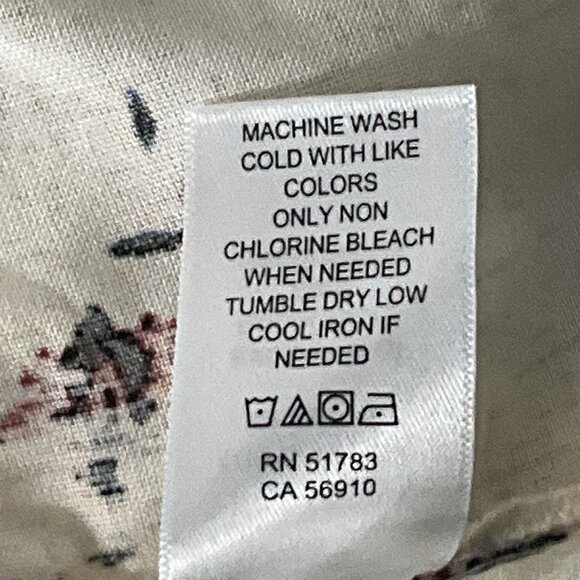 MACHINE WASH
COLD WITH LIKE
COLORS
ONLY NON
CHLORINE BLEACH
WHEN NEEDED
TUMBLE DRY LOW
COOL IRON IF
NEEDED
RN 51783
CA 56910